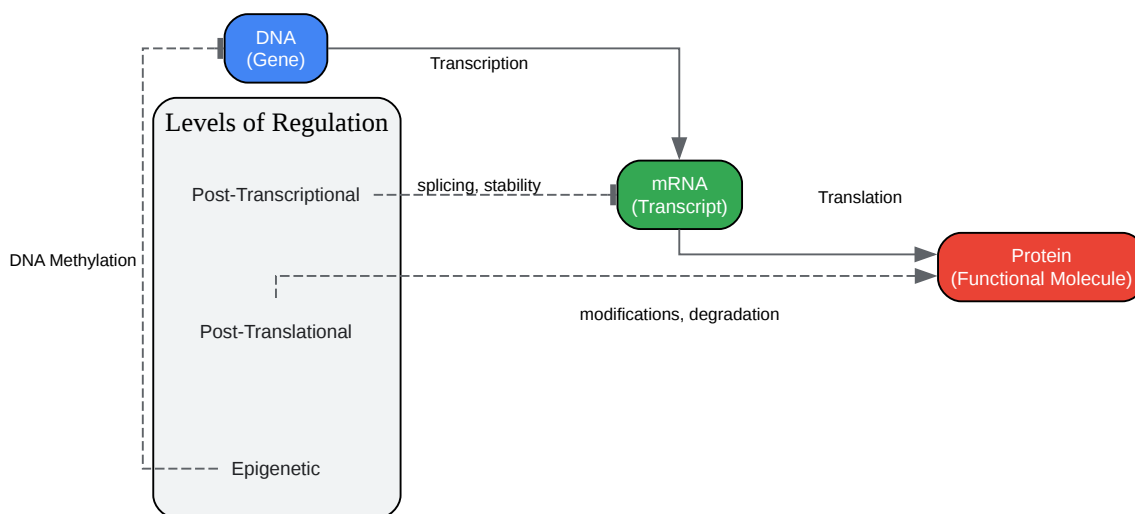 DNA
(Gene)
Transcription
Levels of Regulation
Post-Transcriptional
splicing, stability
mRNA
(Transcript)
Translation
DNA Methylation
Protein
(Functional Molecule)
modifications, degradation
Post-Translational
Epigenetic